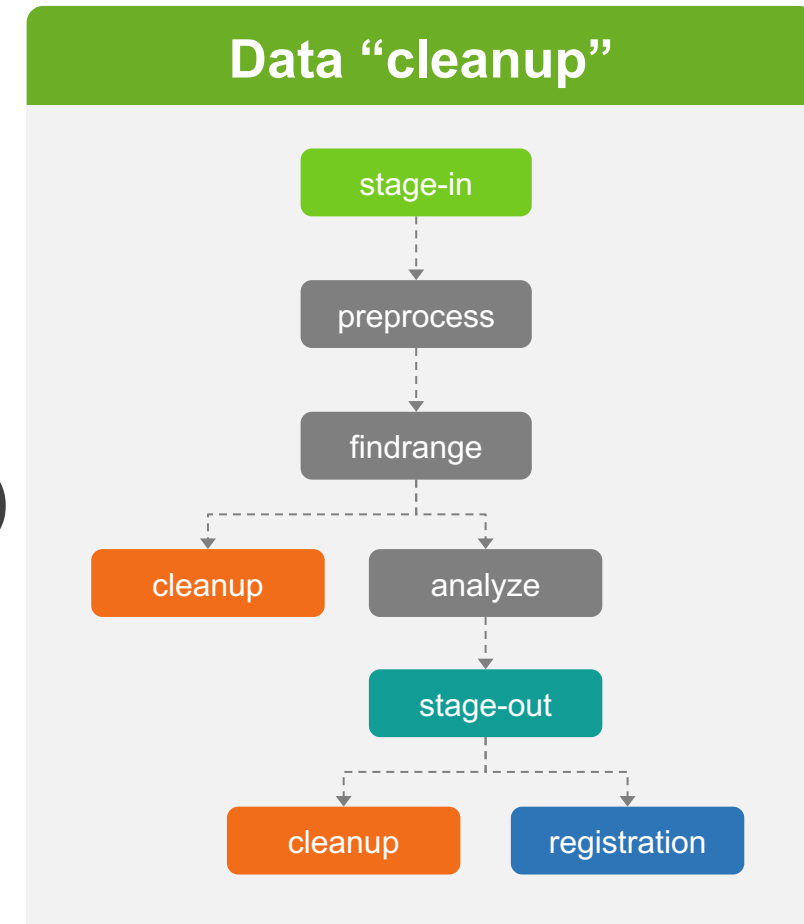 Data “cleanup”
stage-in
preprocess
findrange
cleanup
analyze
stage-out
cleanup
registration